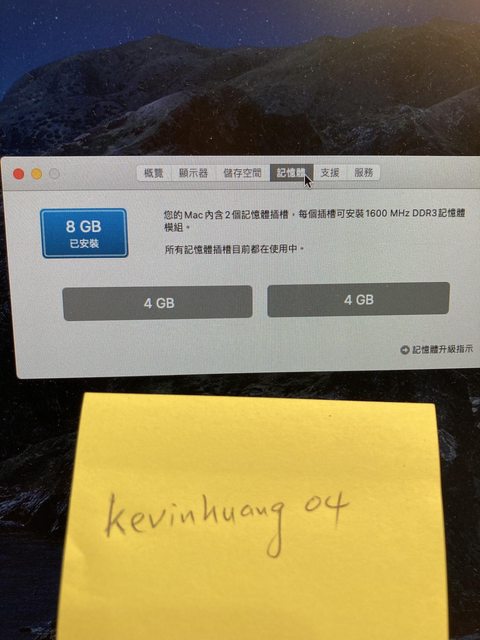 概覽 顯示器 儲存空間 記憶體 支援 服務
8 GB
已安裝
您的 Mac 內含 2 個記憶體插槽，每個插槽可安裝 1600 MHz DDR3 記憶體
模組。
所有記憶體插槽目前都在使用中。
4 GB 4 GB
記憶體升級指示
kevinhuang 04